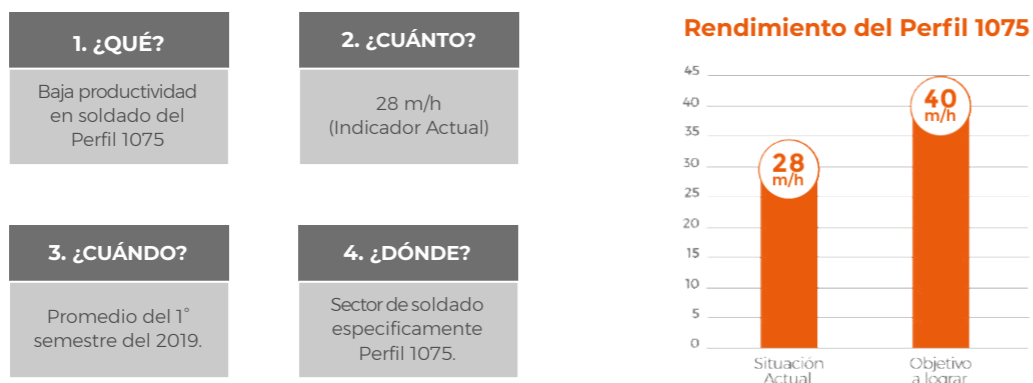 1. ¿QUÉ?
Baja productividad
en soldado del
Perfil 1075
2. ¿CUÁNTO?
28 m/h
(Indicador Actual)
3. ¿CUÁNDO?
Promedio del 1°
semestre del 2019.
4. ¿DÓNDE?
Sector de soldado
especificamente
Perfil 1075.
Rendimiento del Perfil 1075
45
40
35
30
25
20
15
10
5
0
28
m/h
40
m/h
Situación
Actual
Objetivo
a lograr